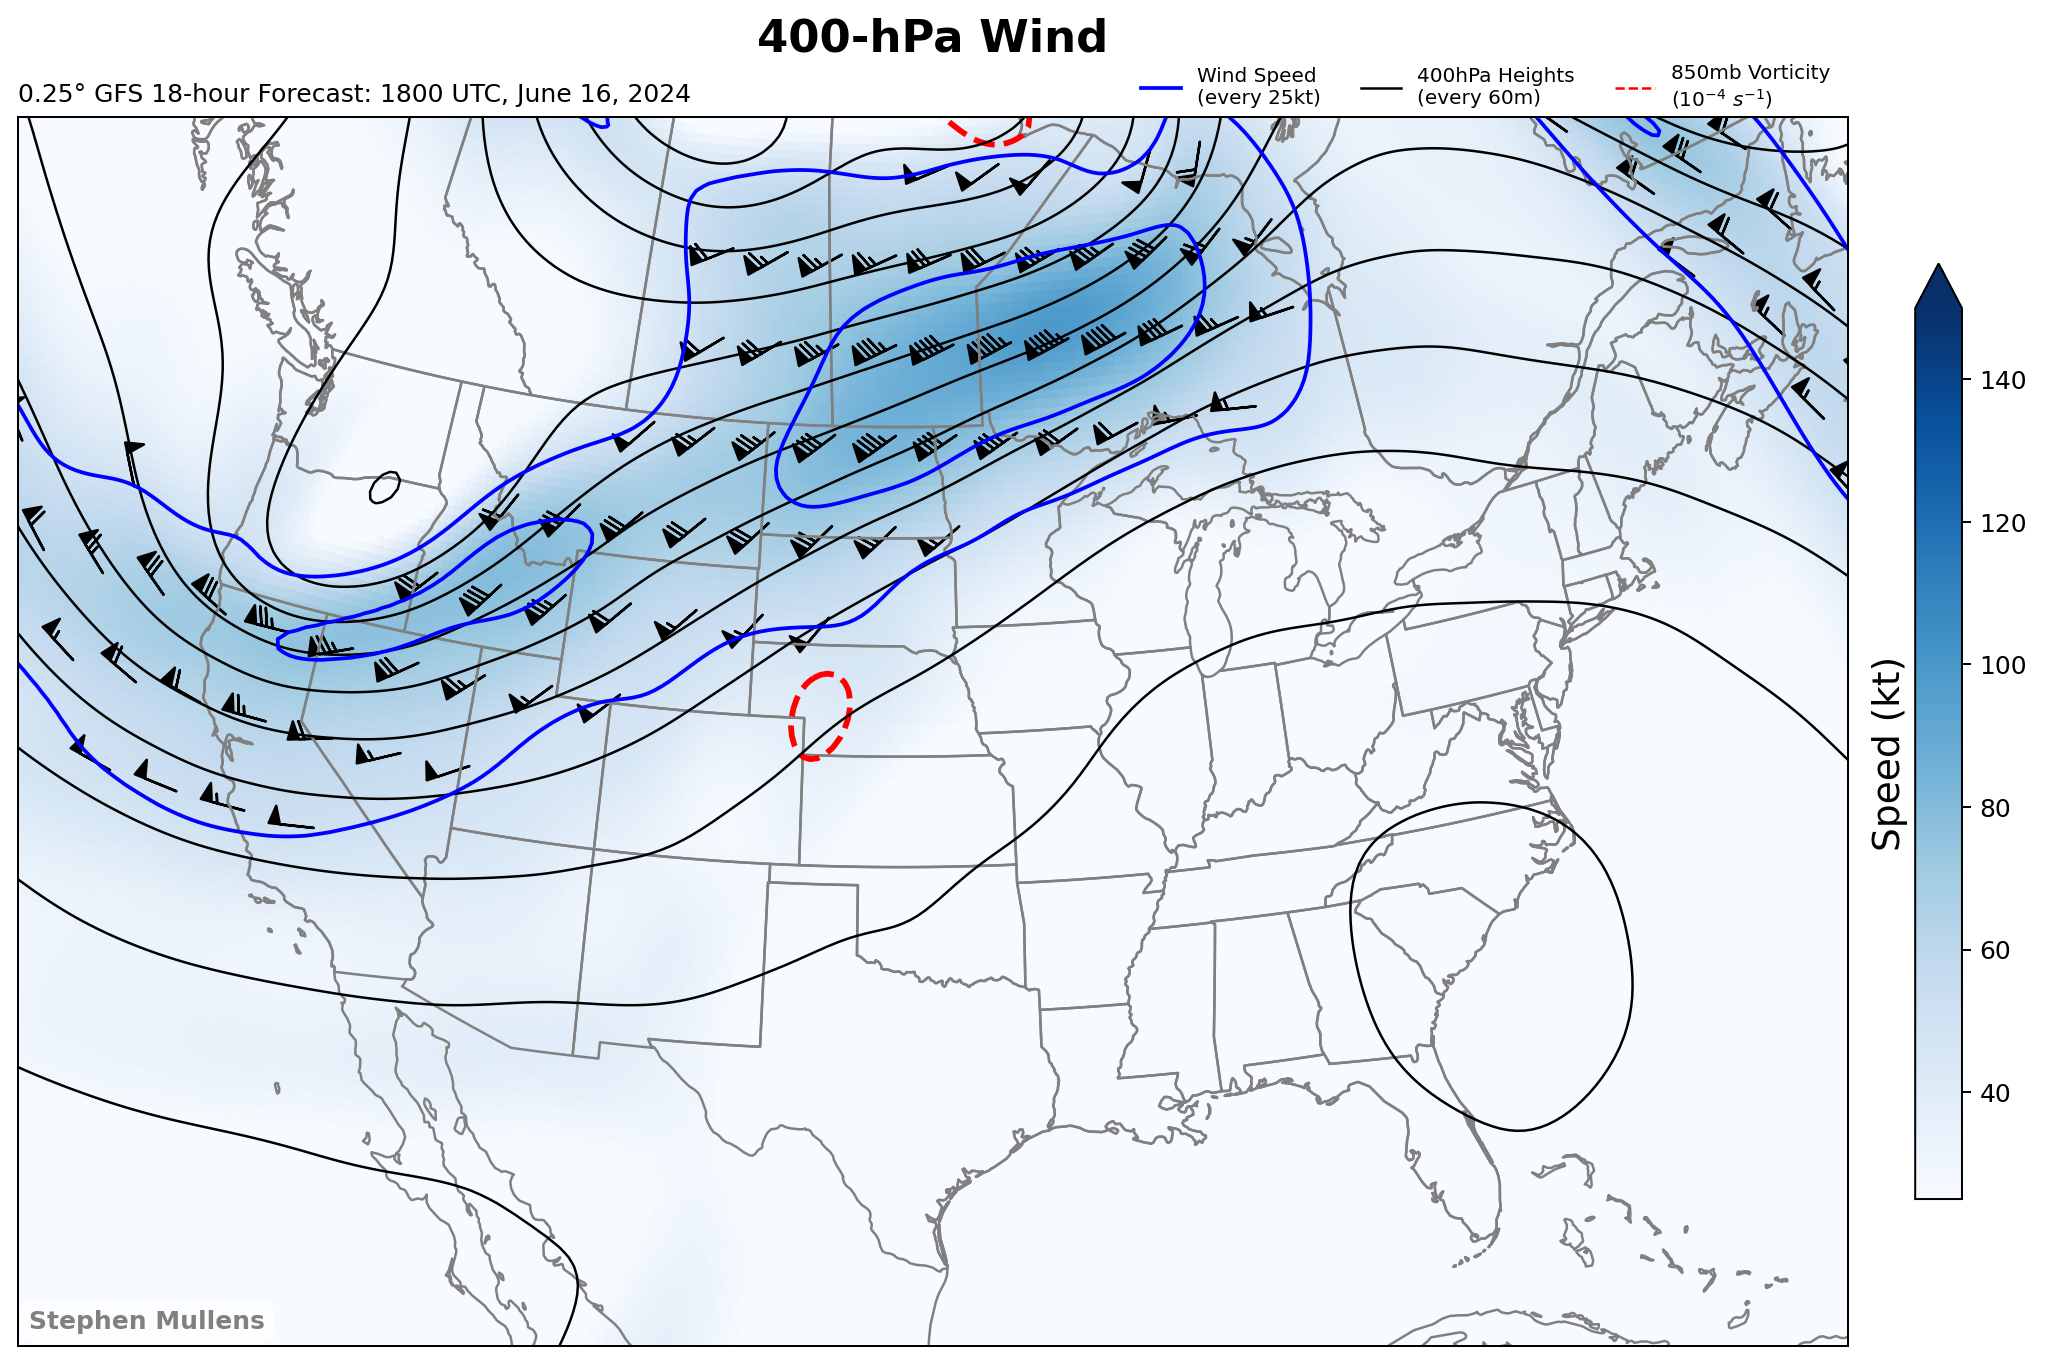 400-hPa Wind
0.25° GFS 18-hour Forecast: 1800 UTC, June 16, 2024
Wind Speed
(every 25kt)
400hPa Heights
(every 60m)
850mb Vorticity
(10⁻⁴ s⁻¹)
140
120
100
80
60
40
Speed (kt)
Stephen Mullens